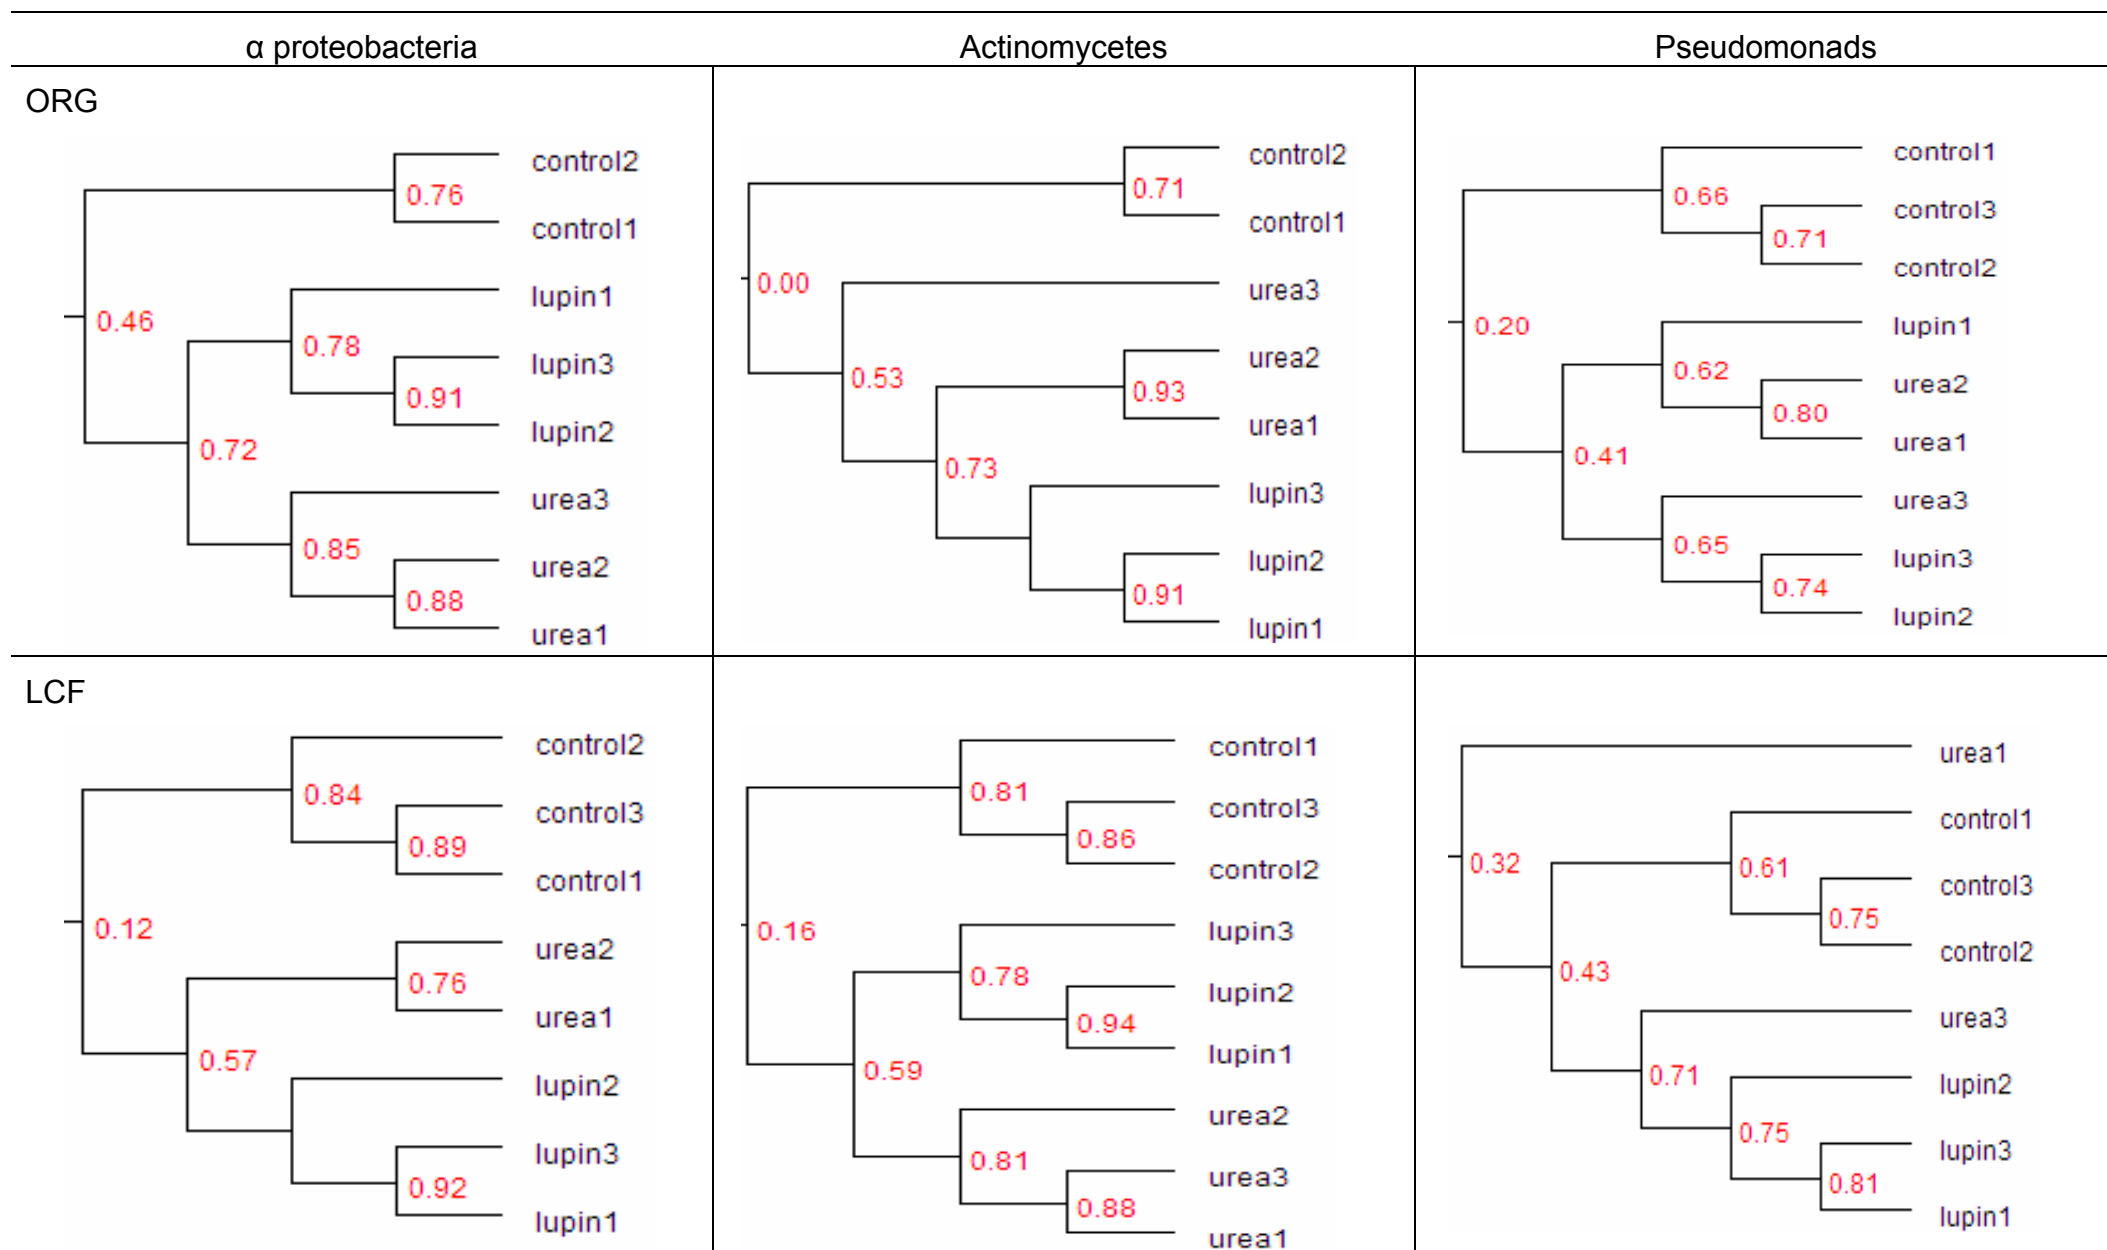 α proteobacteria
Actinomycetes
Pseudomonads
ORG
control2
0.76
control1
lupin1
0.46
0.78
lupin3
0.91
lupin2
0.72
urea3
0.85
urea2
0.88
urea1
control2
0.71
control1
0.00
urea3
urea2
0.53
0.93
urea1
0.73
lupin3
lupin2
0.91
lupin1
control1
0.66
control3
0.71
control2
0.20
lupin1
0.62
urea2
0.80
urea1
0.41
urea3
0.65
lupin3
0.74
lupin2
LCF
control2
0.84
control3
0.89
control1
0.12
urea2
0.76
urea1
0.57
lupin2
lupin3
0.92
lupin1
control1
0.81
control3
0.86
control2
0.16
lupin3
0.78
lupin2
0.94
lupin1
0.59
urea2
0.81
urea3
0.88
urea1
urea1
control1
0.32
0.61
control3
0.75
control2
0.43
urea3
0.71
lupin2
0.75
lupin3
0.81
lupin1